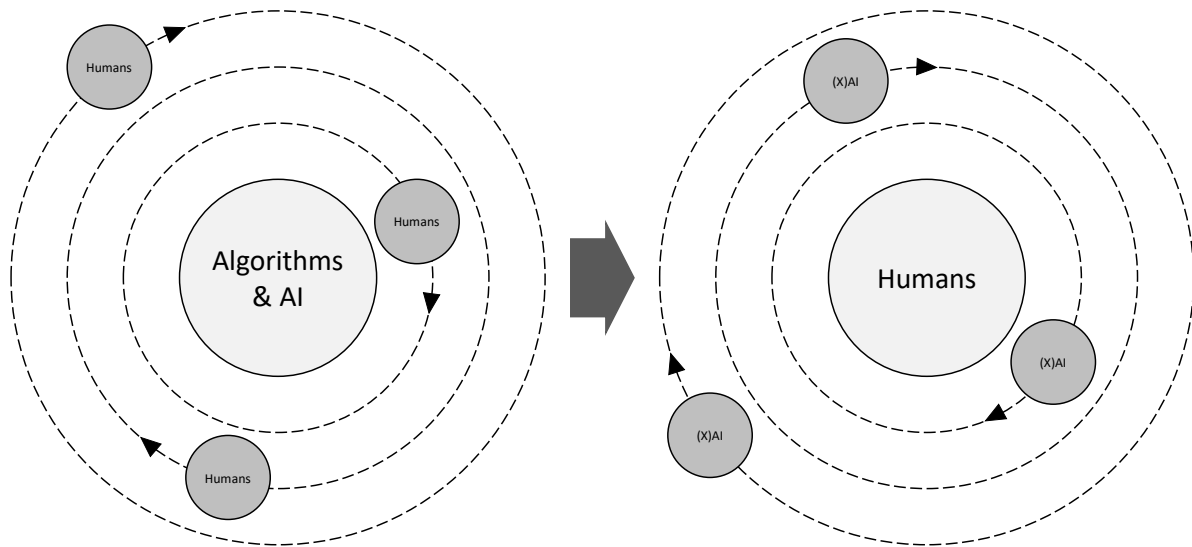 Humans
Humans
Algorithms
& AI
Humans
(X)AI
Humans
(X)AI
(X)AI